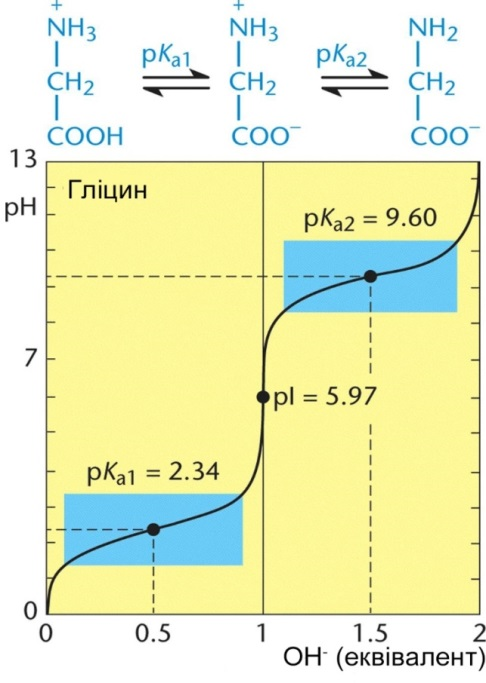 + +
NH₃ NH₃ NH₂
pKa1 pKa2
CH₂ CH₂ CH₂
COOH COO⁻ COO⁻
13
Гліцин
pH
pKa2 = 9.60
7
pI = 5.97
pKa1 = 2.34
0
0 0.5 1 1.5 2
OH⁻ (еквівалент)